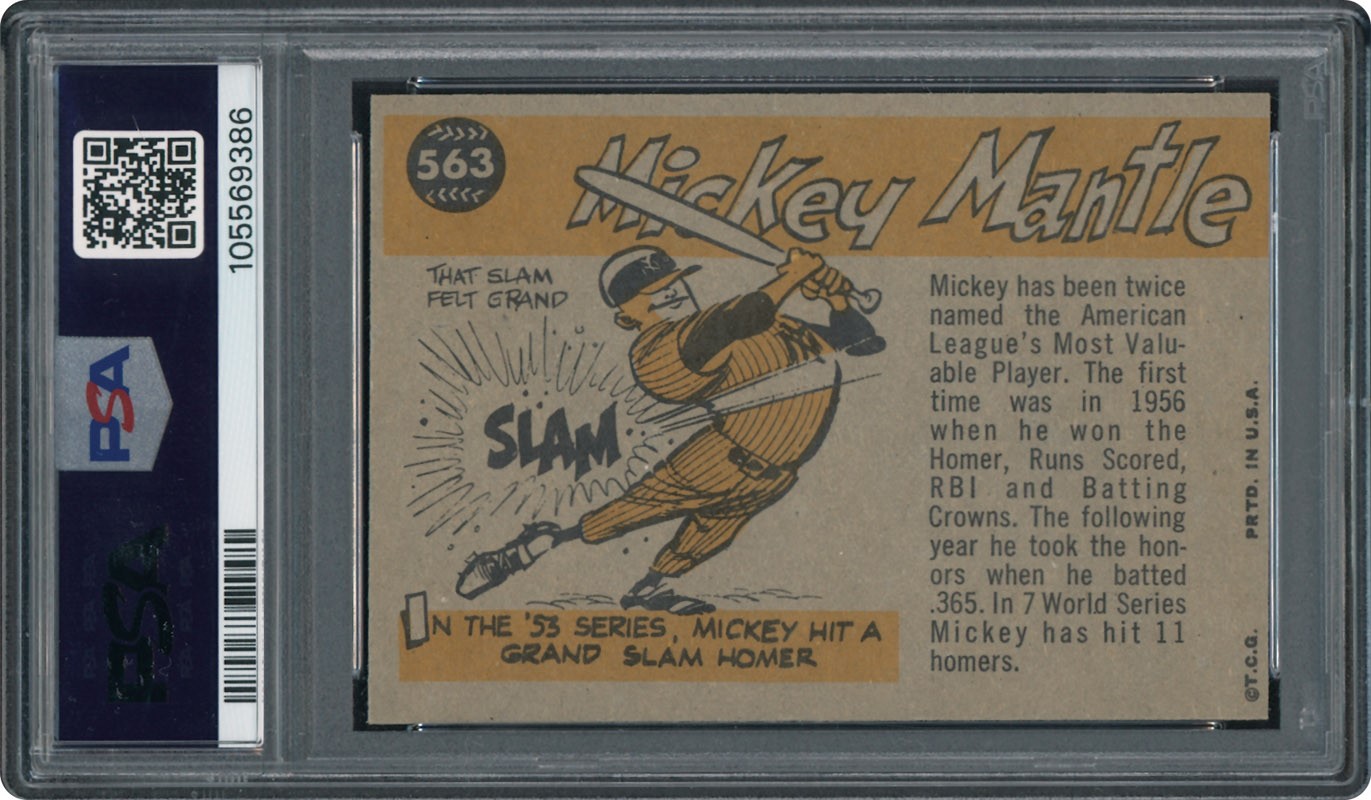 105569386
PSA
PSA
563
Mickey Mantle
THAT SLAM
FELT GRAND
SLAM
IN THE '53 SERIES, MICKEY HIT A
GRAND SLAM HOMER
Mickey has been twice
named the American
League's Most Valu-
able Player. The first
time was in 1956
when he won the
Homer, Runs Scored,
RBI and Batting
Crowns. The following
year he took the hon-
ors when he batted
.365. In 7 World Series
Mickey has hit 11
homers.
©T.C.G. PRTD. IN U.S.A.
PSA